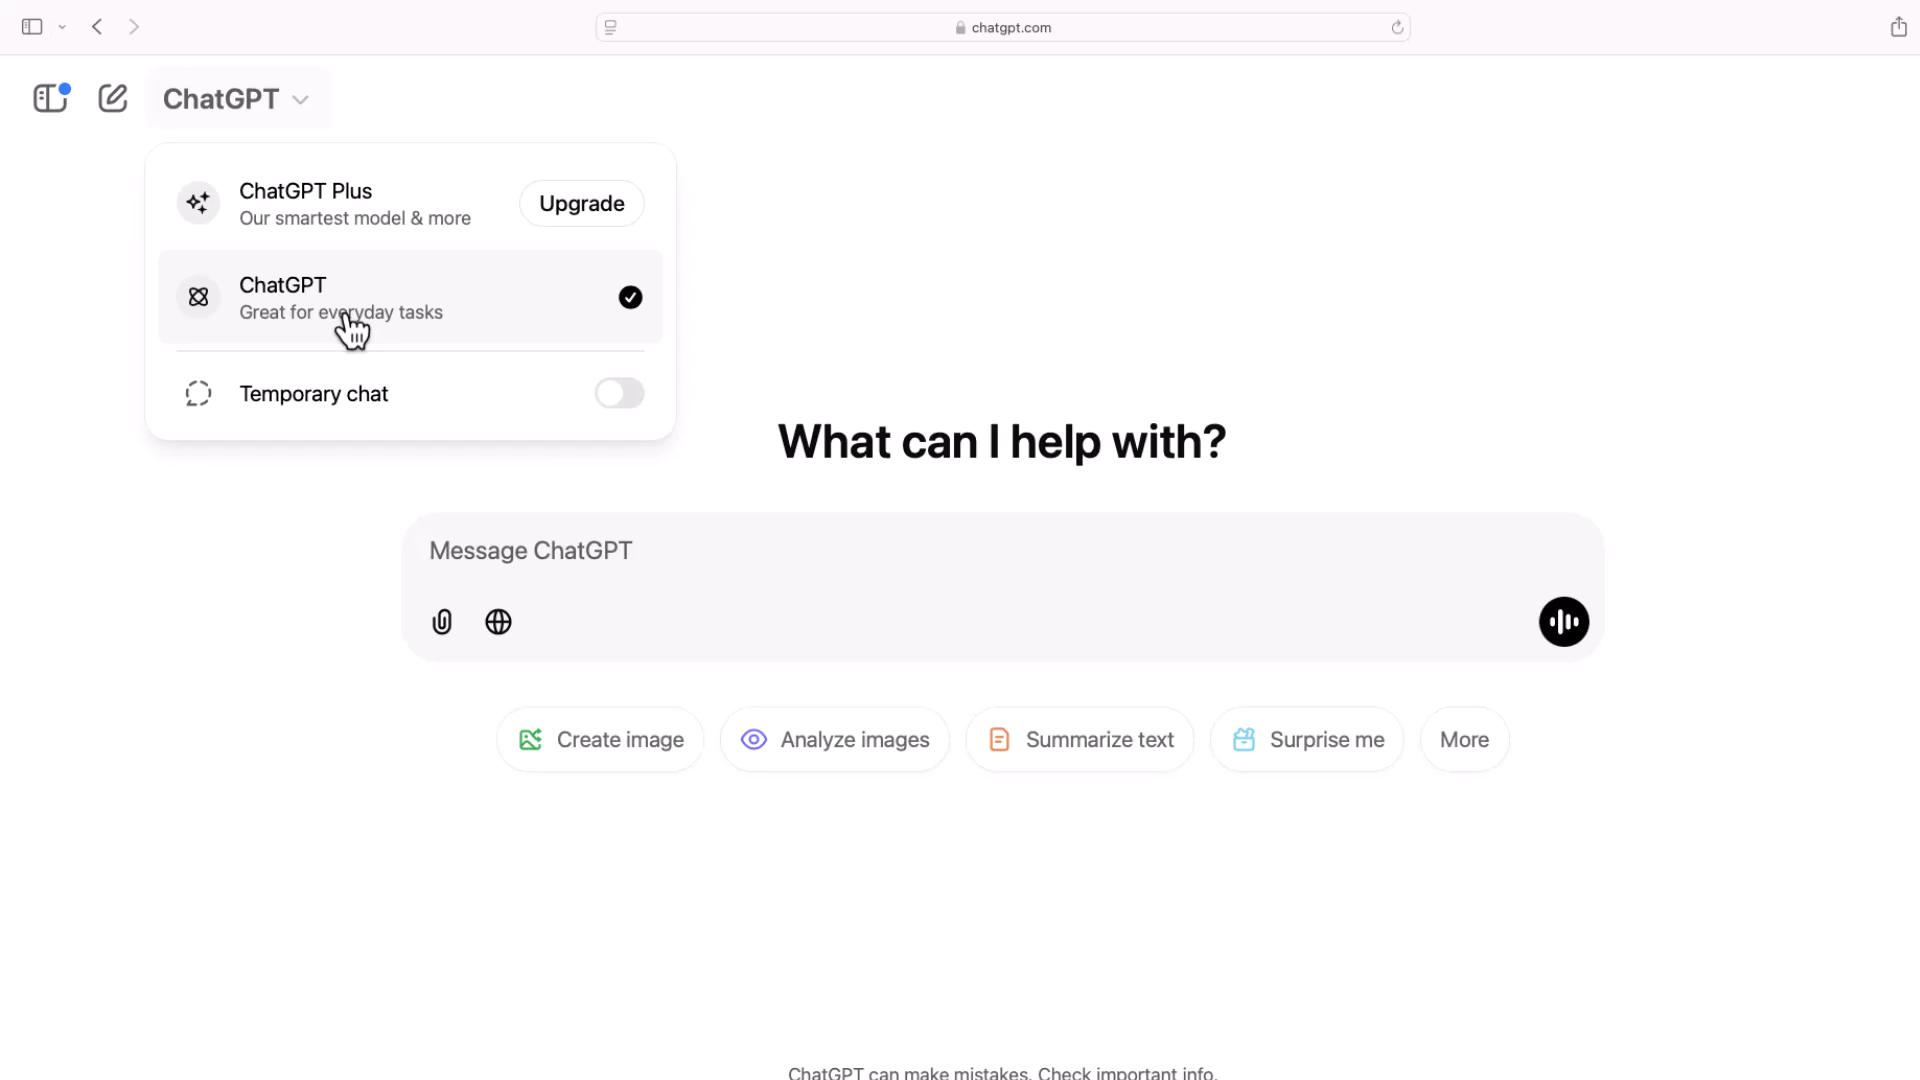 chatgpt.com
ChatGPT
ChatGPT Plus
Our smartest model & more
Upgrade
ChatGPT
Great for everyday tasks
Temporary chat
What can I help with?
Message ChatGPT
Create image
Analyze images
Summarize text
Surprise me
More
ChatGPT can make mistakes. Check important info.